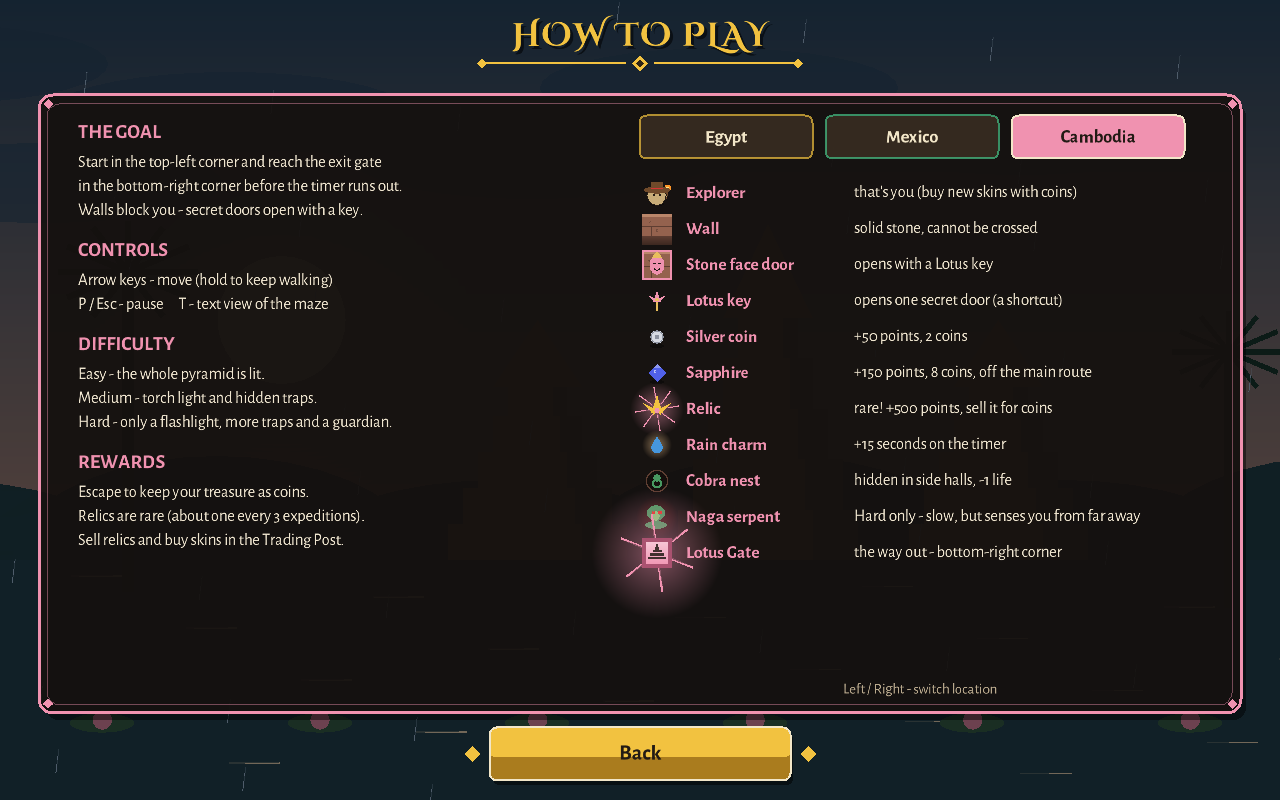 HOW TO PLAY
THE GOAL
Start in the top-left corner and reach the exit gate
in the bottom-right corner before the timer runs out.
Walls block you - secret doors open with a key.
CONTROLS
Arrow keys - move (hold to keep walking)
P / Esc - pause T - text view of the maze
DIFFICULTY
Easy - the whole pyramid is lit.
Medium - torch light and hidden traps.
Hard - only a flashlight, more traps and a guardian.
REWARDS
Escape to keep your treasure as coins.
Relics are rare (about one every 3 expeditions).
Sell relics and buy skins in the Trading Post.
Egypt Mexico Cambodia
Explorer that's you (buy new skins with coins)
Wall solid stone, cannot be crossed
Stone face door opens with a Lotus key
Lotus key opens one secret door (a shortcut)
Silver coin +50 points, 2 coins
Sapphire +150 points, 8 coins, off the main route
Relic rare! +500 points, sell it for coins
Rain charm +15 seconds on the timer
Cobra nest hidden in side halls, -1 life
Naga serpent Hard only - slow, but senses you from far away
Lotus Gate the way out - bottom-right corner
Left / Right - switch location
Back